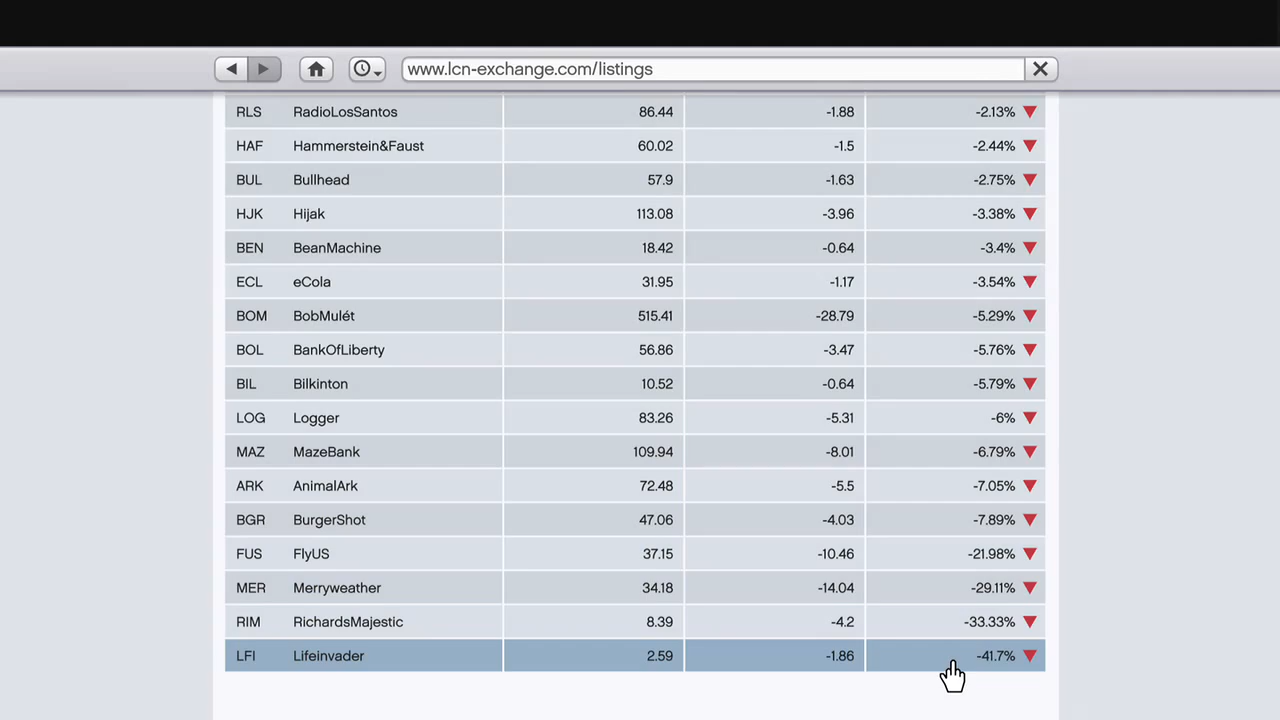 www.lcn-exchange.com/listings
RLS RadioLosSantos 86.44 -1.88 -2.13%
HAF Hammerstein&Faust 60.02 -1.5 -2.44%
BUL Bullhead 57.9 -1.63 -2.75%
HJK Hijak 113.08 -3.96 -3.38%
BEN BeanMachine 18.42 -0.64 -3.4%
ECL eCola 31.95 -1.17 -3.54%
BOM BobMulét 515.41 -28.79 -5.29%
BOL BankOfLiberty 56.86 -3.47 -5.76%
BIL Bilkinton 10.52 -0.64 -5.79%
LOG Logger 83.26 -5.31 -6%
MAZ MazeBank 109.94 -8.01 -6.79%
ARK AnimalArk 72.48 -5.5 -7.05%
BGR BurgerShot 47.06 -4.03 -7.89%
FUS FlyUS 37.15 -10.46 -21.98%
MER Merryweather 34.18 -14.04 -29.11%
RIM RichardsMajestic 8.39 -4.2 -33.33%
LFI Lifeinvader 2.59 -1.86 -41.7%